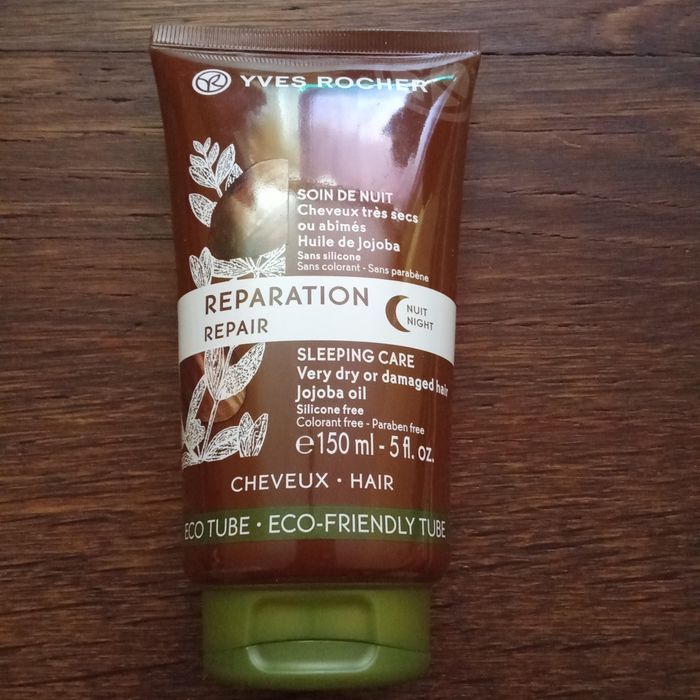 YVES ROCHER
SOIN DE NUIT
Cheveux très secs
ou abimés
Huile de Jojoba
Sans silicone
Sans colorant - Sans parabène
REPARATION
REPAIR
NUIT
NIGHT
SLEEPING CARE
Very dry or damaged hair
Jojoba oil
Silicone free
Colorant free - Paraben free
℮ 150 ml - 5 fl. oz.
CHEVEUX • HAIR
ECO TUBE • ECO-FRIENDLY TUBE